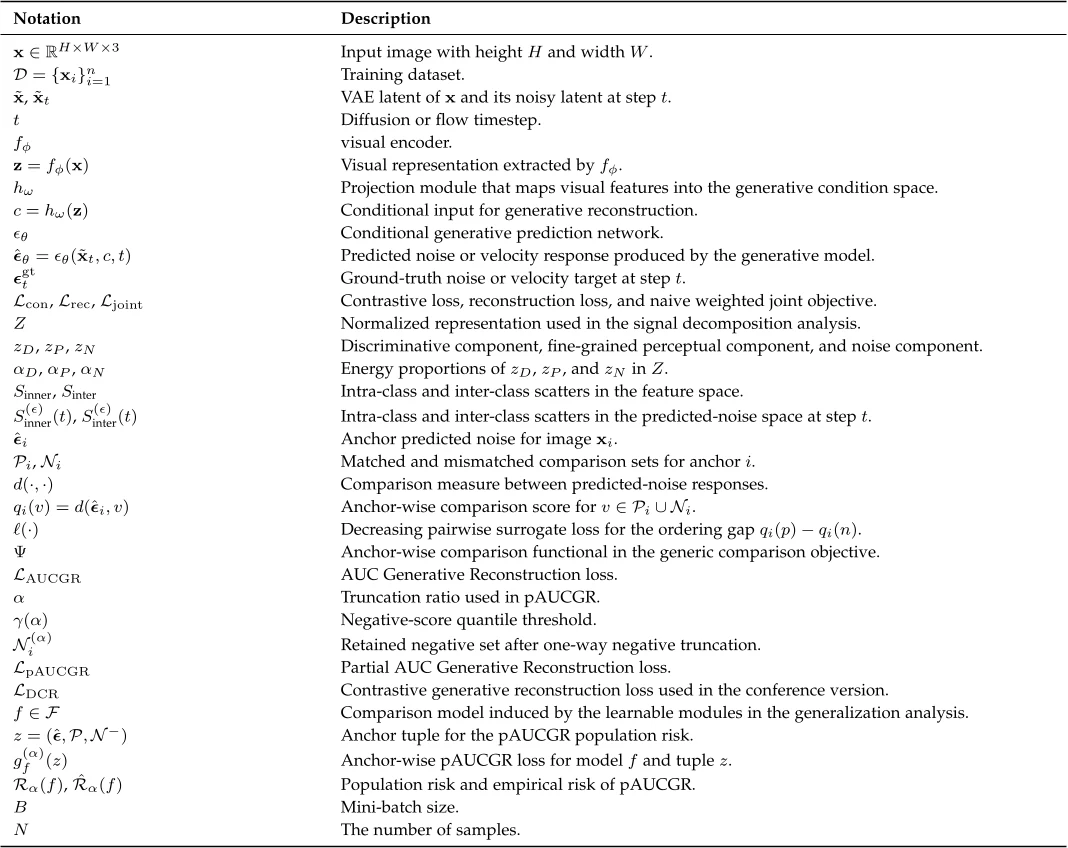 Notation Description
𝐱 ∈ ℝ^{H×W×3} Input image with height H and width W.
𝒟 = {𝐱_i}_{i=1}^n Training dataset.
𝐱̃, 𝐱̃_t VAE latent of 𝐱 and its noisy latent at step t.
t Diffusion or flow timestep.
f_ϕ visual encoder.
𝐳 = f_ϕ(𝐱) Visual representation extracted by f_ϕ.
h_ω Projection module that maps visual features into the generative condition space.
c = h_ω(𝐳) Conditional input for generative reconstruction.
ϵ_θ Conditional generative prediction network.
𝛜̂_θ = ϵ_θ(𝐱̃_t, c, t) Predicted noise or velocity response produced by the generative model.
𝛜_t^{gt} Ground-truth noise or velocity target at step t.
ℒ_con, ℒ_rec, ℒ_joint Contrastive loss, reconstruction loss, and naive weighted joint objective.
Z Normalized representation used in the signal decomposition analysis.
z_D, z_P, z_N Discriminative component, fine-grained perceptual component, and noise component.
α_D, α_P, α_N Energy proportions of z_D, z_P, and z_N in Z.
S_inner, S_inter Intra-class and inter-class scatters in the feature space.
S_inner^{(ϵ)}(t), S_inter^{(ϵ)}(t) Intra-class and inter-class scatters in the predicted-noise space at step t.
𝛜̂_i Anchor predicted noise for image 𝐱_i.
𝒫_i, 𝒩_i Matched and mismatched comparison sets for anchor i.
d(·, ·) Comparison measure between predicted-noise responses.
q_i(v) = d(𝛜̂_i, v) Anchor-wise comparison score for v ∈ 𝒫_i ∪ 𝒩_i.
ℓ(·) Decreasing pairwise surrogate loss for the ordering gap q_i(p) − q_i(n).
Ψ Anchor-wise comparison functional in the generic comparison objective.
ℒ_AUCGR AUC Generative Reconstruction loss.
α Truncation ratio used in pAUCGR.
γ(α) Negative-score quantile threshold.
𝒩_i^{(α)} Retained negative set after one-way negative truncation.
ℒ_pAUCGR Partial AUC Generative Reconstruction loss.
ℒ_DCR Contrastive generative reconstruction loss used in the conference version.
f ∈ ℱ Comparison model induced by the learnable modules in the generalization analysis.
z = (𝛜̂, 𝒫, 𝒩^−) Anchor tuple for the pAUCGR population risk.
g_f^{(α)}(z) Anchor-wise pAUCGR loss for model f and tuple z.
ℛ_α(f), ℛ̂_α(f) Population risk and empirical risk of pAUCGR.
B Mini-batch size.
N The number of samples.